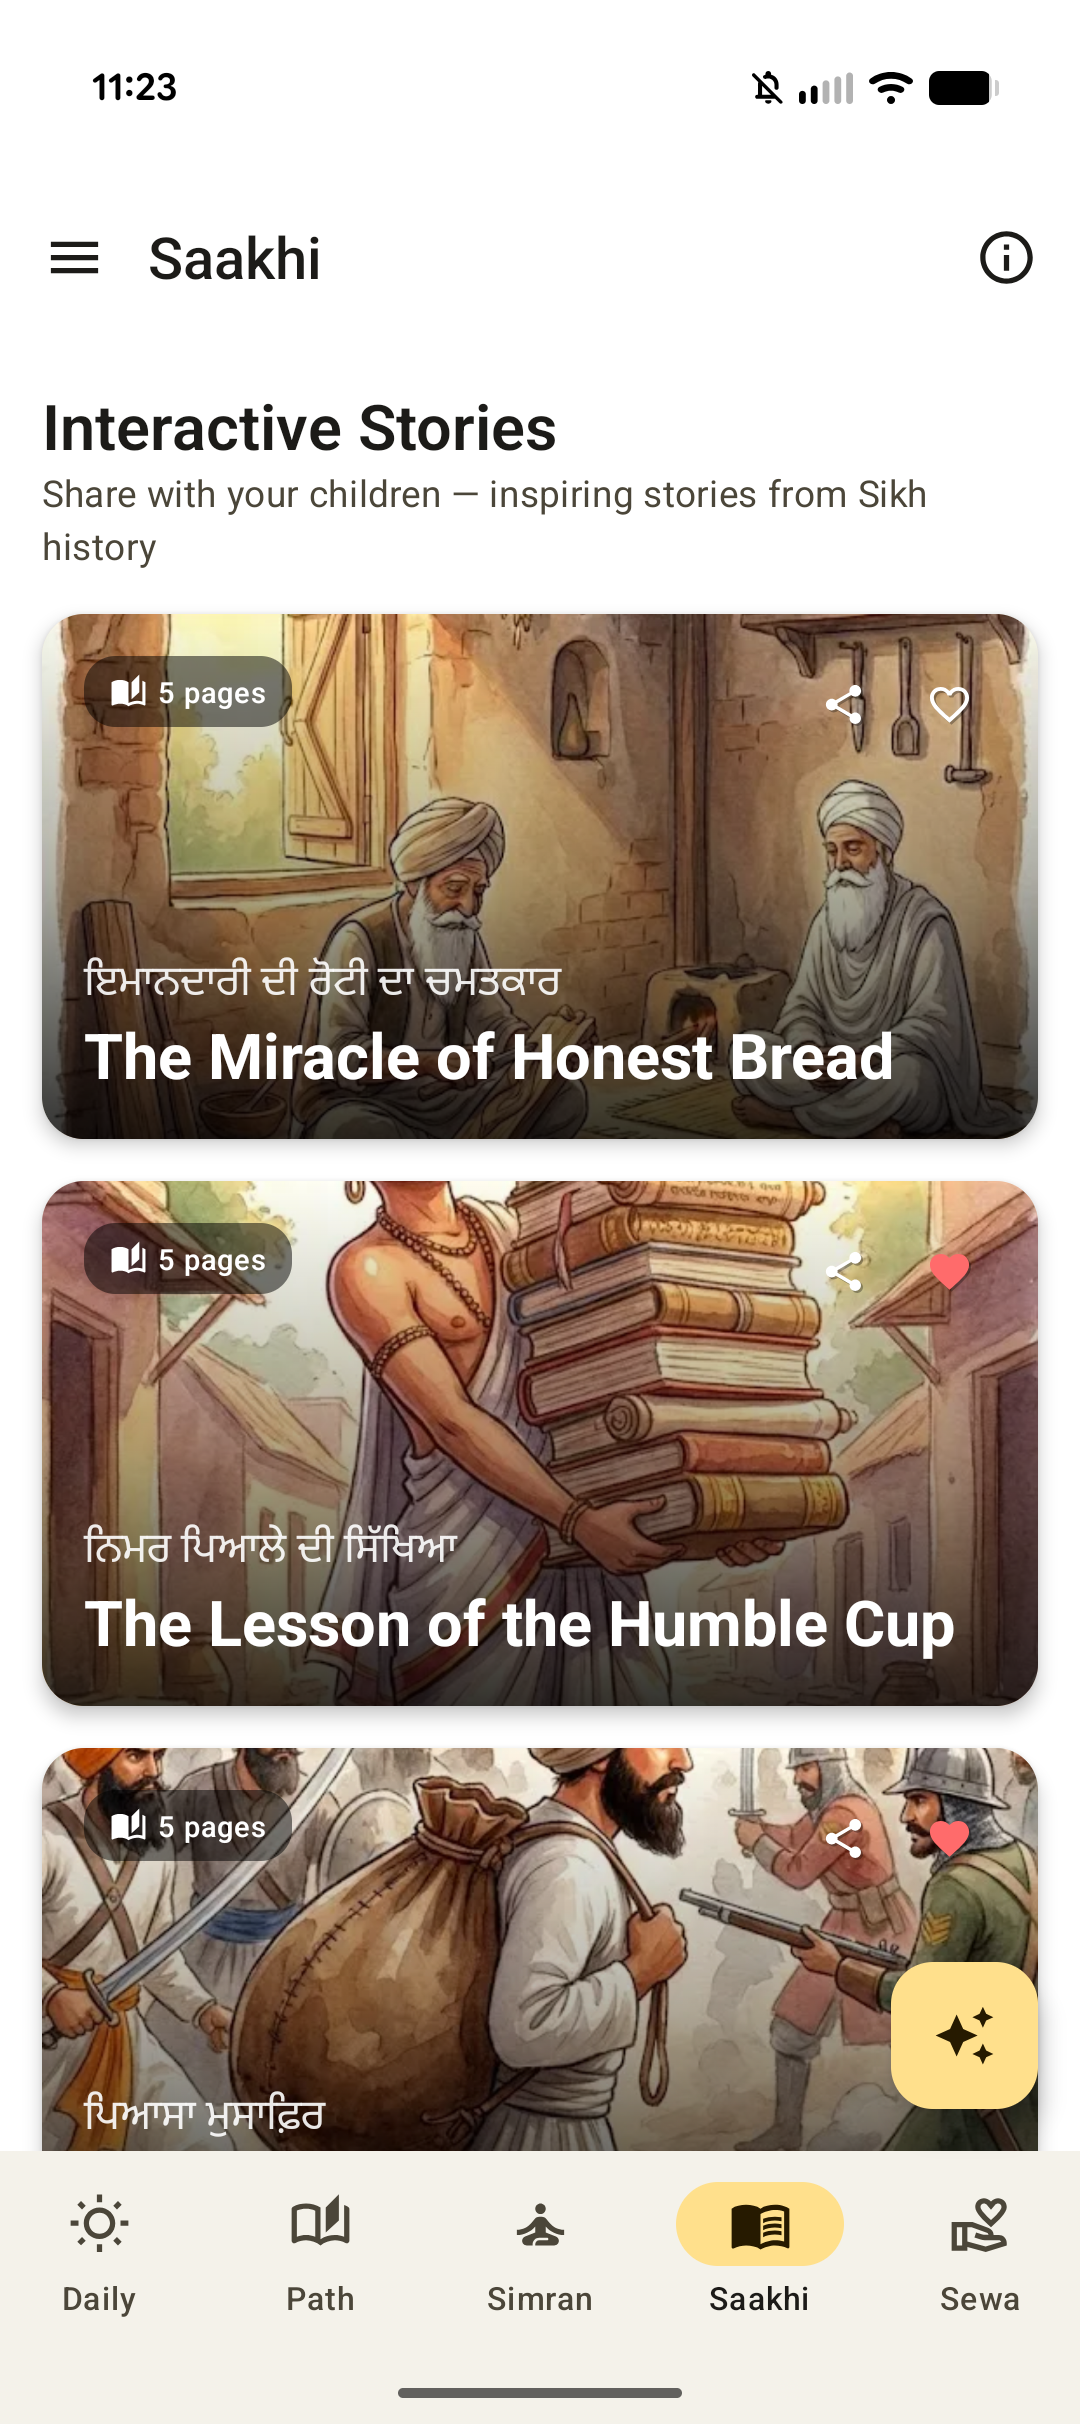 11:23
Saakhi
Interactive Stories
Share with your children — inspiring stories from Sikh
history
5 pages
ਇਮਾਨਦਾਰੀ ਦੀ ਰੋਟੀ ਦਾ ਚਮਤਕਾਰ
The Miracle of Honest Bread
5 pages
ਨਿਮਰ ਪਿਆਲੇ ਦੀ ਸਿੱਖਿਆ
The Lesson of the Humble Cup
5 pages
ਪਿਆਸਾ ਮੁਸਾਫ਼ਿਰ
Daily
Path
Simran
Saakhi
Sewa